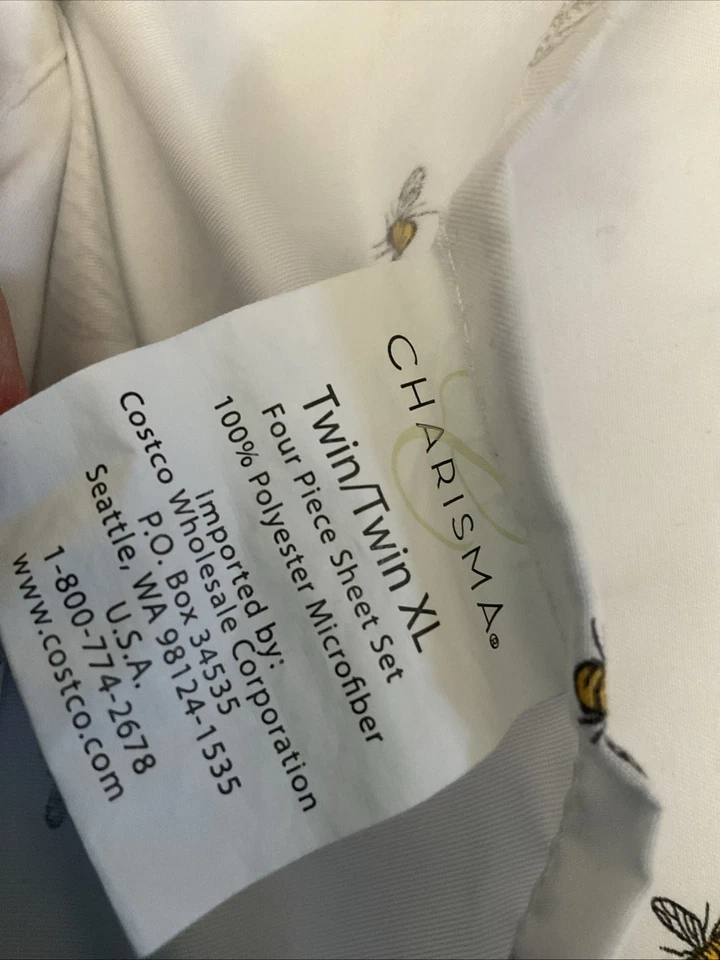 CHARISMA®
Twin/Twin XL
Four Piece Sheet Set
100% Polyester Microfiber
Imported by:
Costco Wholesale Corporation
P.O. Box 34535
Seattle, WA 98124-1535
U.S.A.
1-800-774-2678
www.costco.com